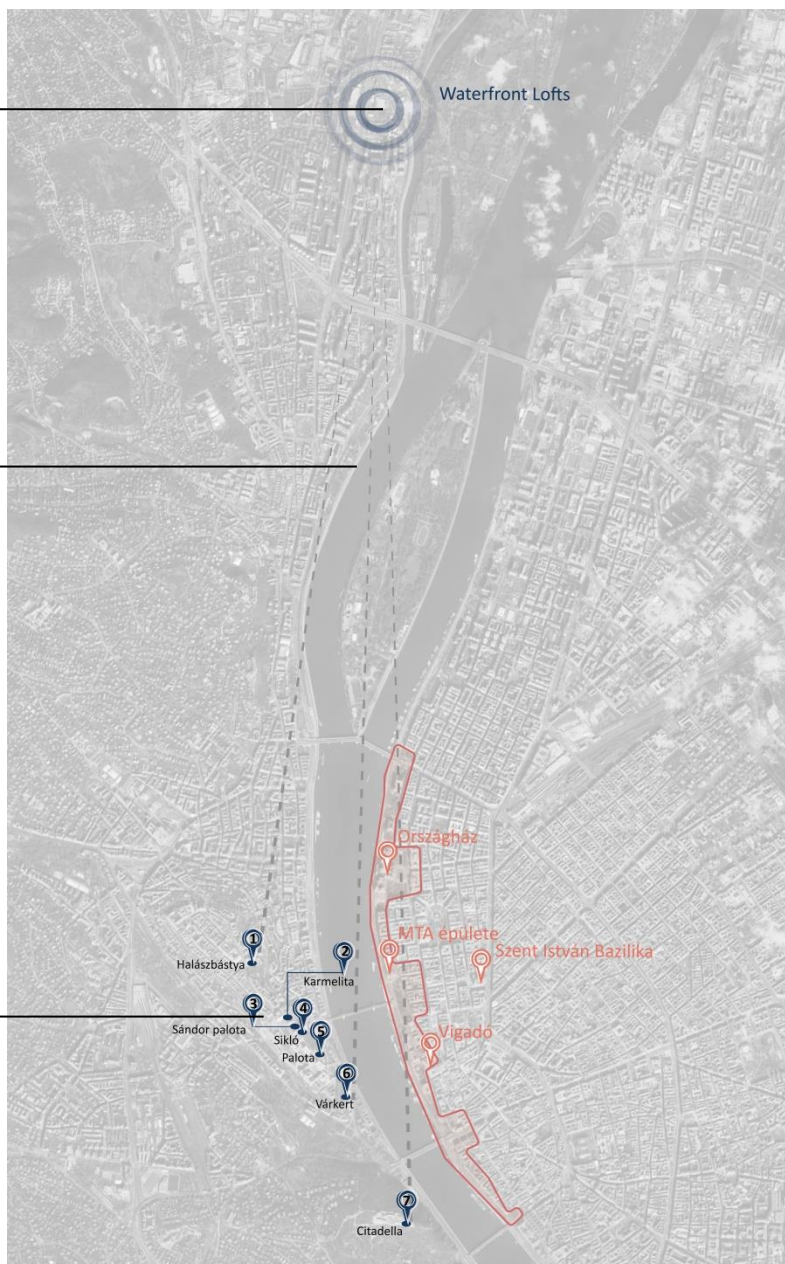 Waterfront Lofts
Országház
MTA épülete
Szent István Bazilika
1
Halászbástya
2
Karmelita
3
Sándor palota
4
Sikló
5
Palota
Vigadó
6
Várkert
7
Citadella